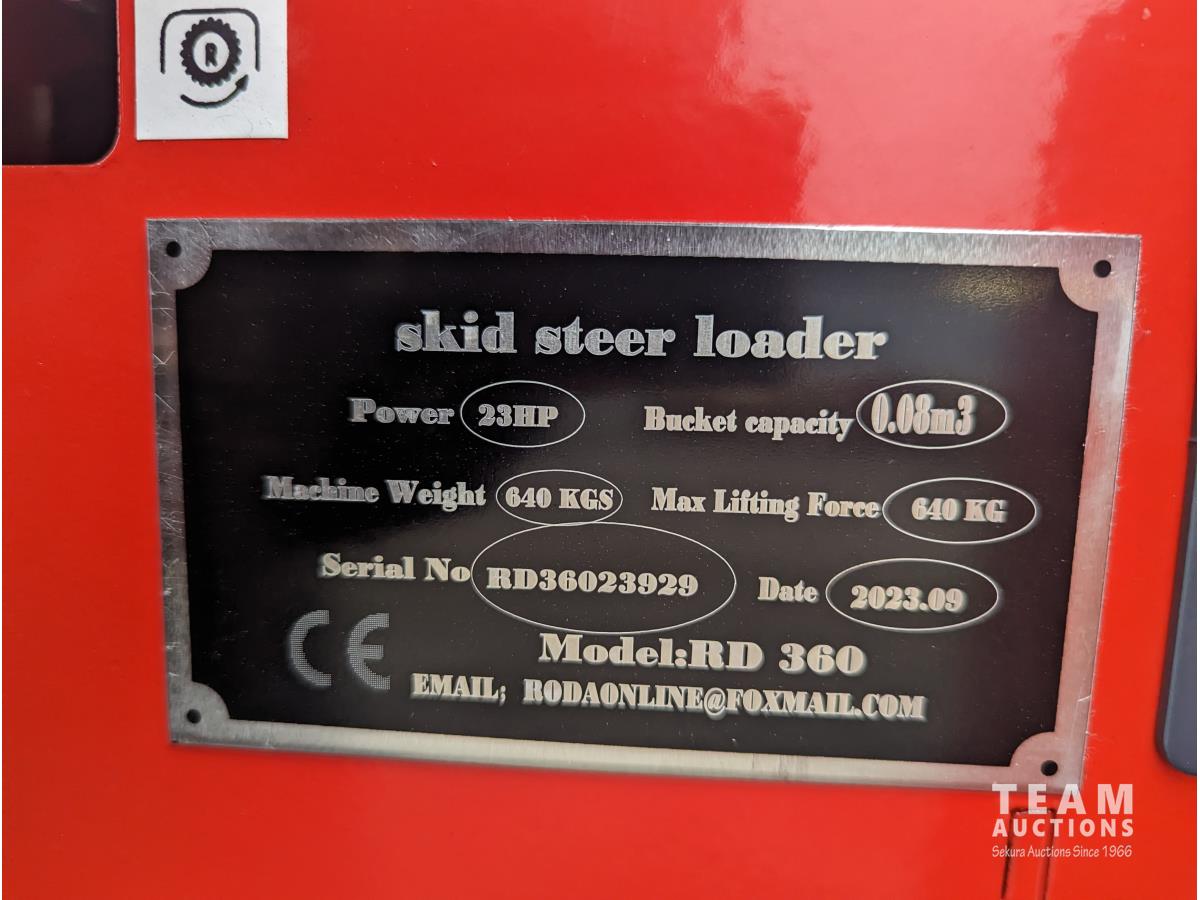 R
skid steer loader
Power 23HP Bucket capacity 0.08m3
Machine Weight 640 KGS Max Lifting Force 640 KG
Serial No RD36023929 Date 2023.09
CE
Model:RD 360
EMAIL; RODAONLINE@FOXMAIL.COM
TEAM
AUCTIONS
Sekura Auctions Since 1966